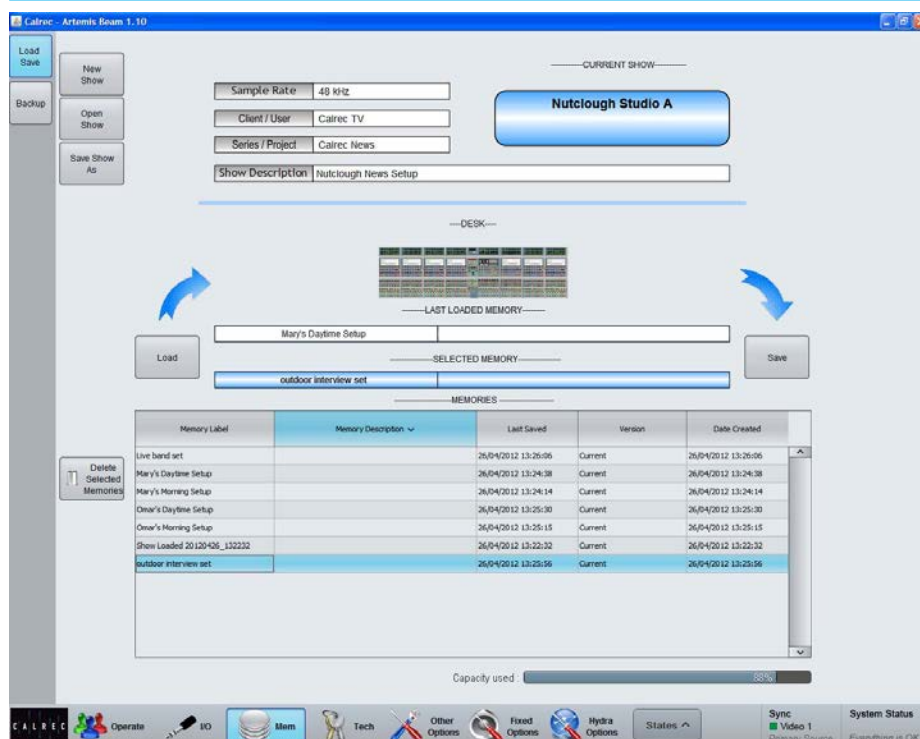 Calrec - Artemis Beam 1.10
Load
Save
Backup
New
Show
Open
Show
Save Show
As
CURRENT SHOW
Nutclough Studio A
Sample Rate 48 kHz
Client / User Calrec TV
Series / Project Calrec News
Show Description Nutclough News Setup
DESK
LAST LOADED MEMORY
Mary's Daytime Setup
Load
Save
SELECTED MEMORY
outdoor interview set
MEMORIES
Memory Label Memory Description Last Saved Version Date Created
Live band set 26/04/2012 13:26:06 Current 26/04/2012 13:26:06
Mary's Daytime Setup 26/04/2012 13:24:38 Current 26/04/2012 13:24:38
Mary's Morning Setup 26/04/2012 13:24:14 Current 26/04/2012 13:24:14
Omar's Daytime Setup 26/04/2012 13:25:30 Current 26/04/2012 13:25:30
Omar's Morning Setup 26/04/2012 13:25:15 Current 26/04/2012 13:25:15
Show Loaded 20120426_132232 26/04/2012 13:22:32 Current 26/04/2012 13:22:32
outdoor interview set 26/04/2012 13:25:56 Current 26/04/2012 13:25:56
Delete
Selected
Memories
Capacity used : 88%
CALREC
Operate
I/O
Mem
Tech
Other
Options
Fixed
Options
Hydra
Options
States
Sync
Video 1
Primary Source
System Status
Everything is OK